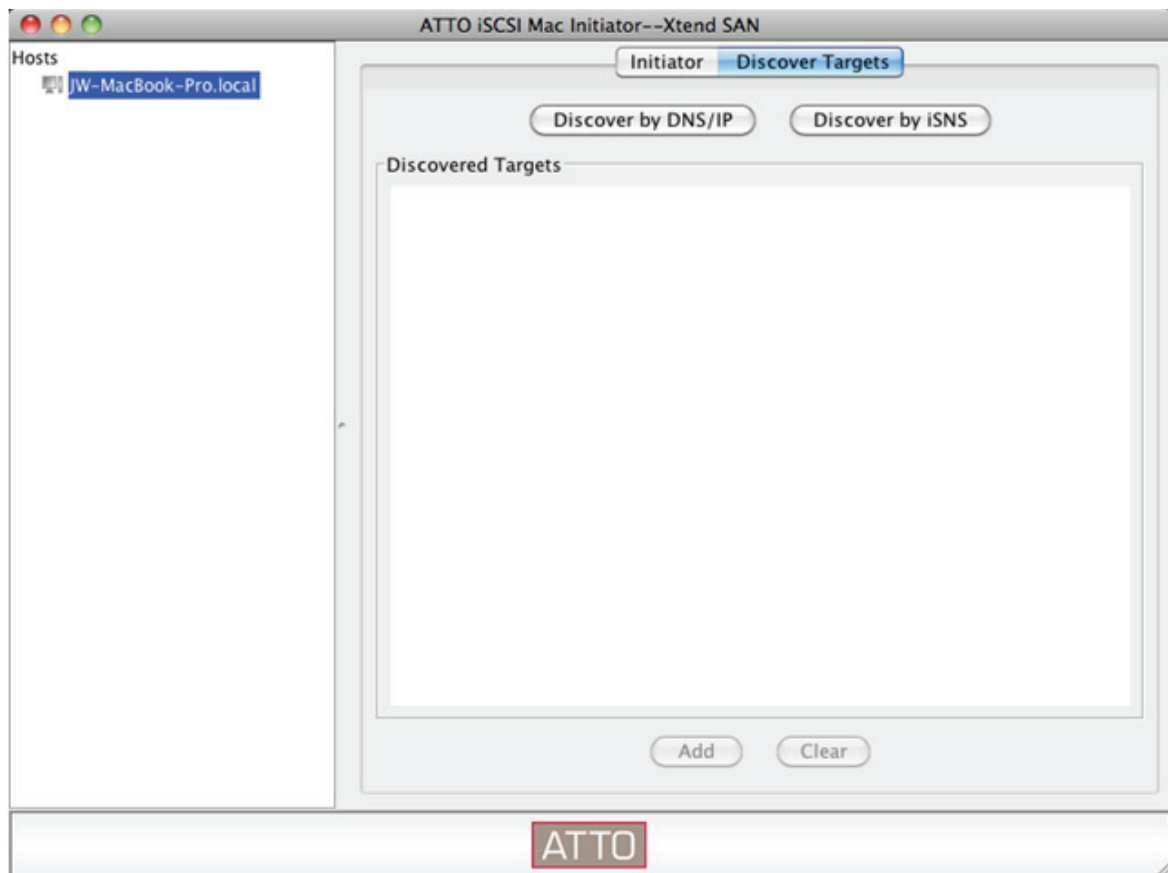 ATTO iSCSI Mac Initiator--Xtend SAN
Hosts
JW-MacBook-Pro.local
Initiator Discover Targets
Discover by DNS/IP Discover by iSNS
Discovered Targets
Add Clear
ATTO